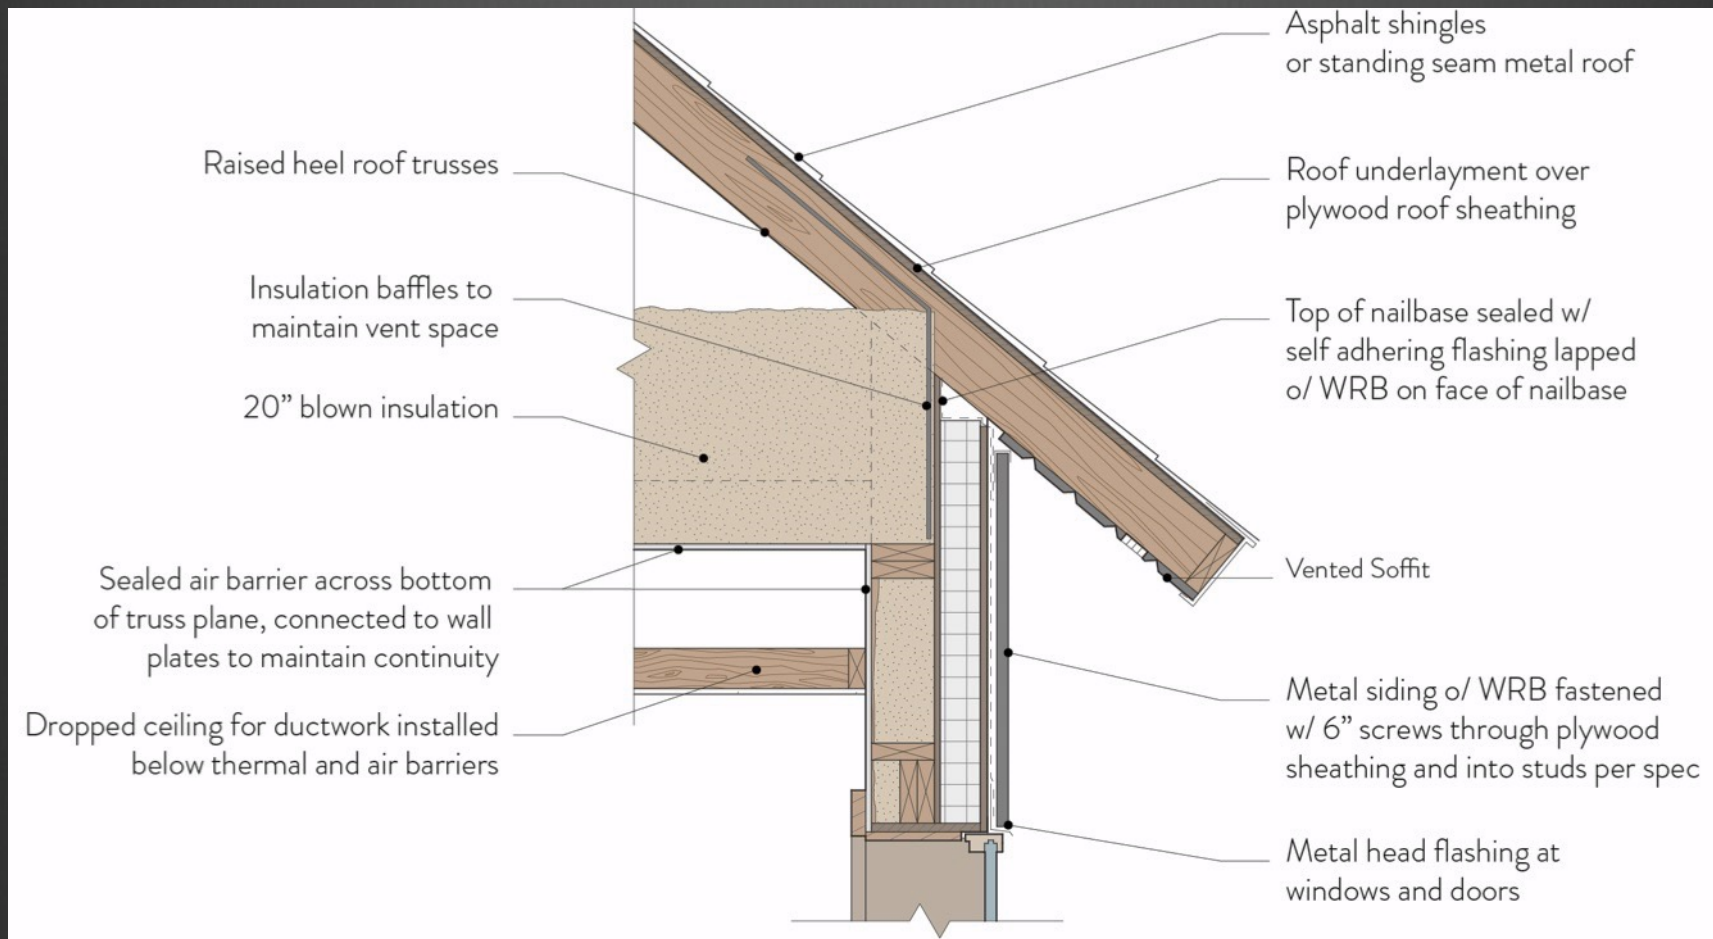 Raised heel roof trusses
Insulation baffles to
maintain vent space
20” blown insulation
Sealed air barrier across bottom
of truss plane, connected to wall
plates to maintain continuity
Dropped ceiling for ductwork installed
below thermal and air barriers
Asphalt shingles
or standing seam metal roof
Roof underlayment over
plywood roof sheathing
Top of nailbase sealed w/
self adhering flashing lapped
o/ WRB on face of nailbase
Vented Soffit
Metal siding o/ WRB fastened
w/ 6” screws through plywood
sheathing and into studs per spec
Metal head flashing at
windows and doors